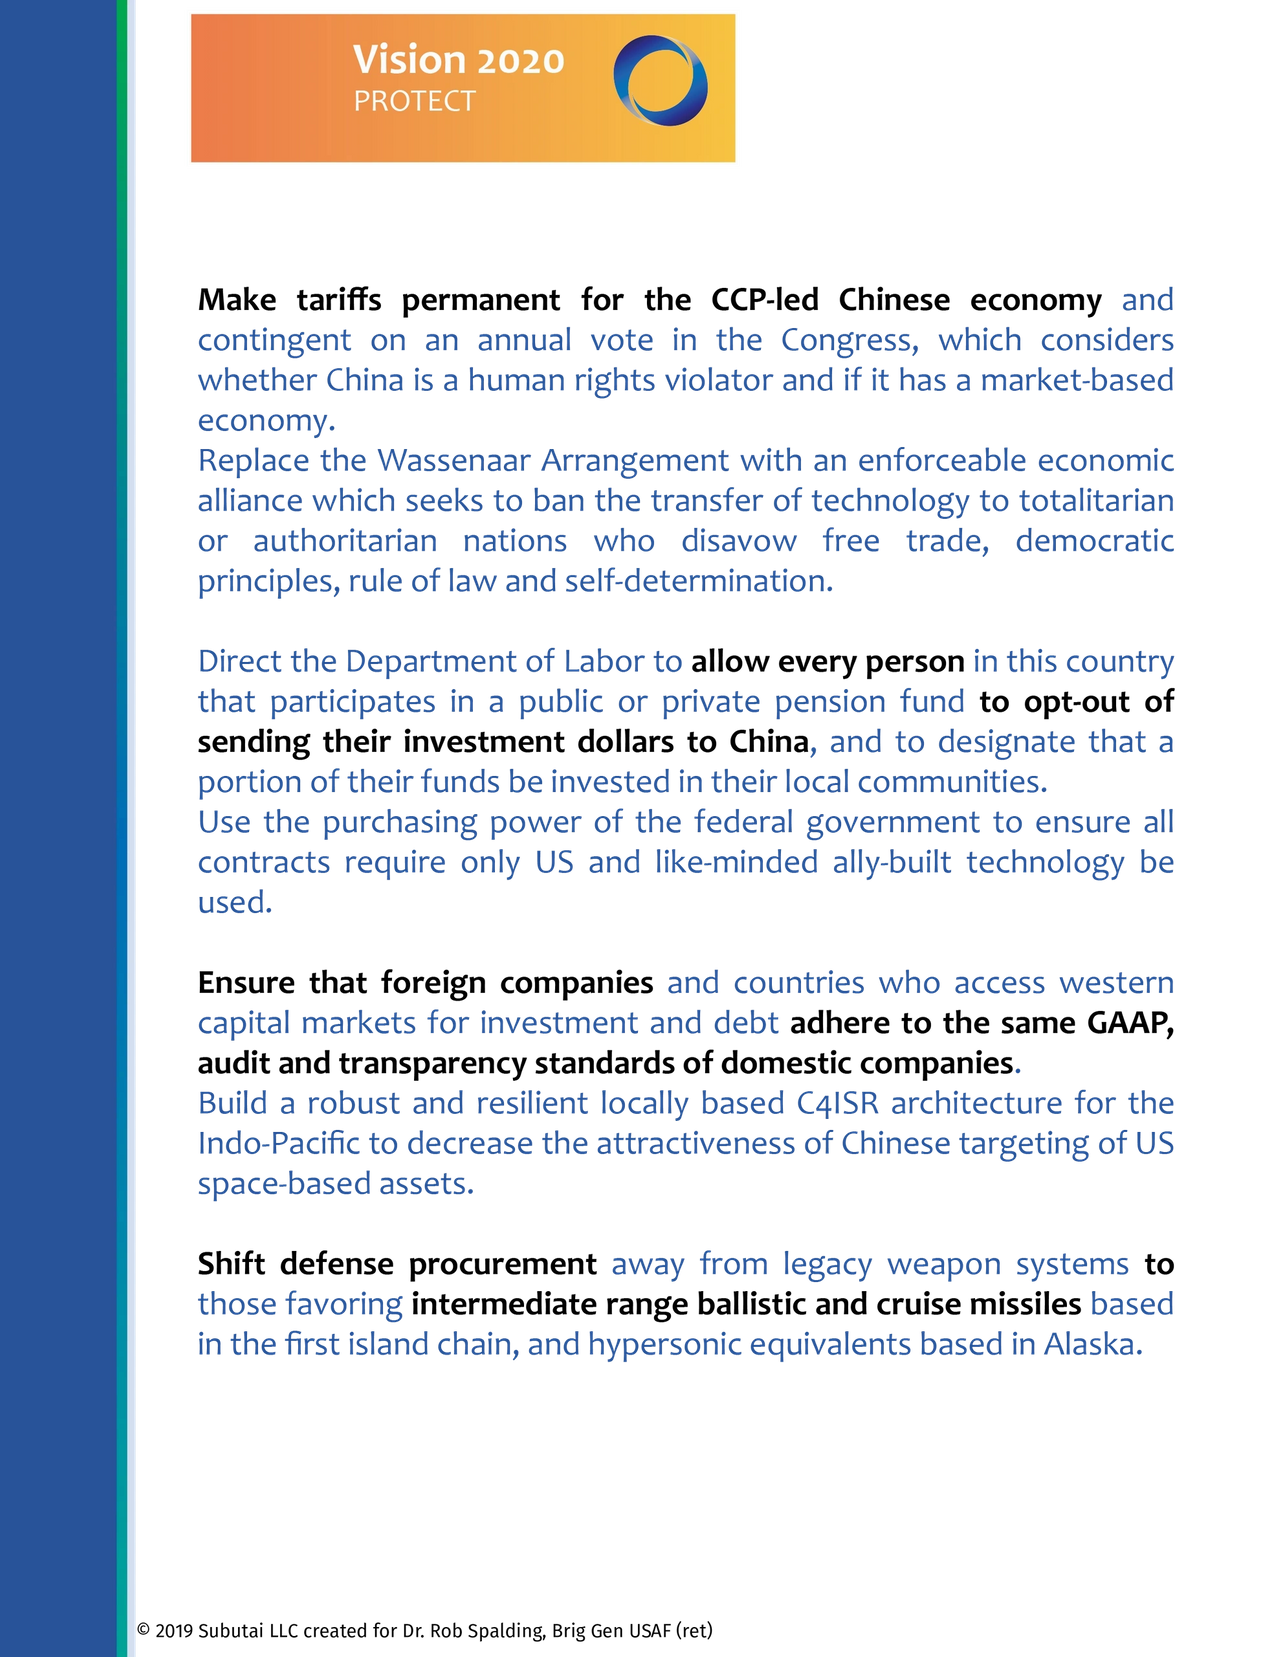 Vision 2020
PROTECT
Make tariffs permanent for the CCP-led Chinese economy and
contingent on an annual vote in the Congress, which considers
whether China is a human rights violator and if it has a market-based
economy.
Replace the Wassenaar Arrangement with an enforceable economic
alliance which seeks to ban the transfer of technology to totalitarian
or authoritarian nations who disavow free trade, democratic
principles, rule of law and self-determination.
Direct the Department of Labor to allow every person in this country
that participates in a public or private pension fund to opt-out of
sending their investment dollars to China, and to designate that a
portion of their funds be invested in their local communities.
Use the purchasing power of the federal government to ensure all
contracts require only US and like-minded ally-built technology be
used.
Ensure that foreign companies and countries who access western
capital markets for investment and debt adhere to the same GAAP,
audit and transparency standards of domestic companies.
Build a robust and resilient locally based C4ISR architecture for the
Indo-Pacific to decrease the attractiveness of Chinese targeting of US
space-based assets.
Shift defense procurement away from legacy weapon systems to
those favoring intermediate range ballistic and cruise missiles based
in the first island chain, and hypersonic equivalents based in Alaska.
© 2019 Subutai LLC created for Dr. Rob Spalding, Brig Gen USAF (ret)